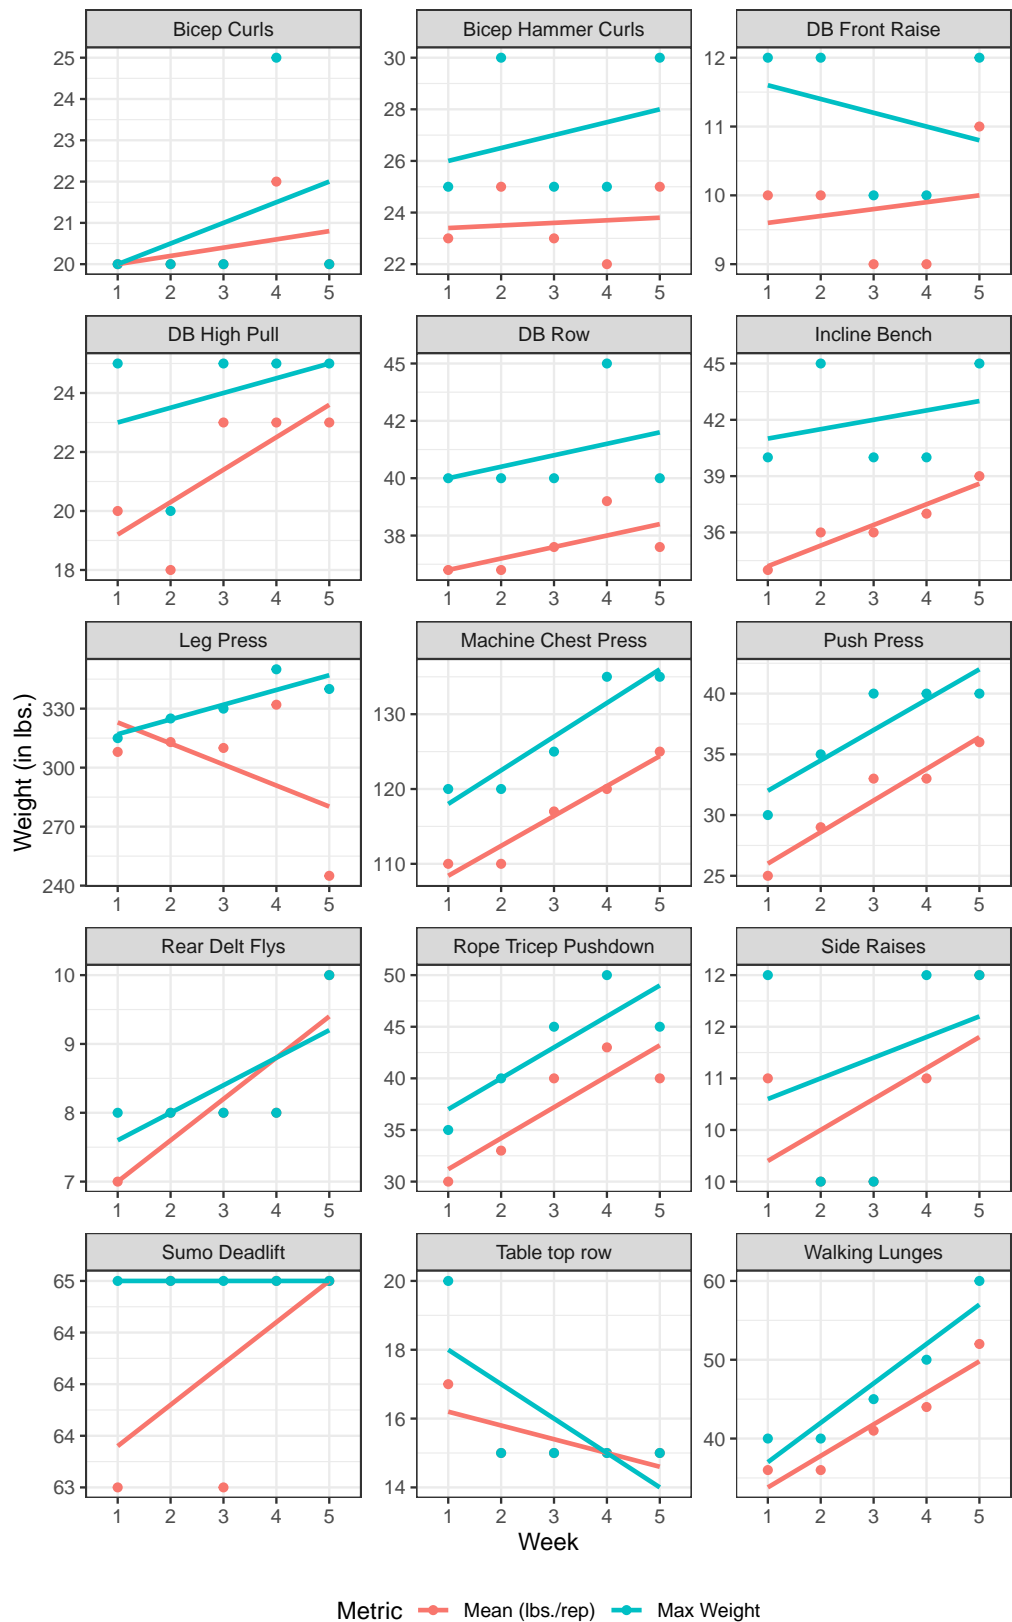 Bicep Curls
Bicep Hammer Curls
DB Front Raise
25
24
23
22
21
20
1 2 3 4 5
30
28
26
24
22
1 2 3 4 5
12
11
10
9
1 2 3 4 5
DB High Pull
DB Row
Incline Bench
24
22
20
18
1 2 3 4 5
45
42
40
38
1 2 3 4 5
45
42
39
36
1 2 3 4 5
Weight (in lbs.)
Leg Press
Machine Chest Press
Push Press
330
300
270
240
1 2 3 4 5
130
120
110
1 2 3 4 5
40
35
30
25
1 2 3 4 5
Rear Delt Flys
Rope Tricep Pushdown
Side Raises
10
9
8
7
1 2 3 4 5
50
45
40
35
30
1 2 3 4 5
12
12
11
10
10
1 2 3 4 5
Sumo Deadlift
Table top row
Walking Lunges
65
64
64
64
63
1 2 3 4 5
20
18
16
14
1 2 3 4 5
60
50
40
1 2 3 4 5
Week
Metric Mean (lbs./rep) Max Weight